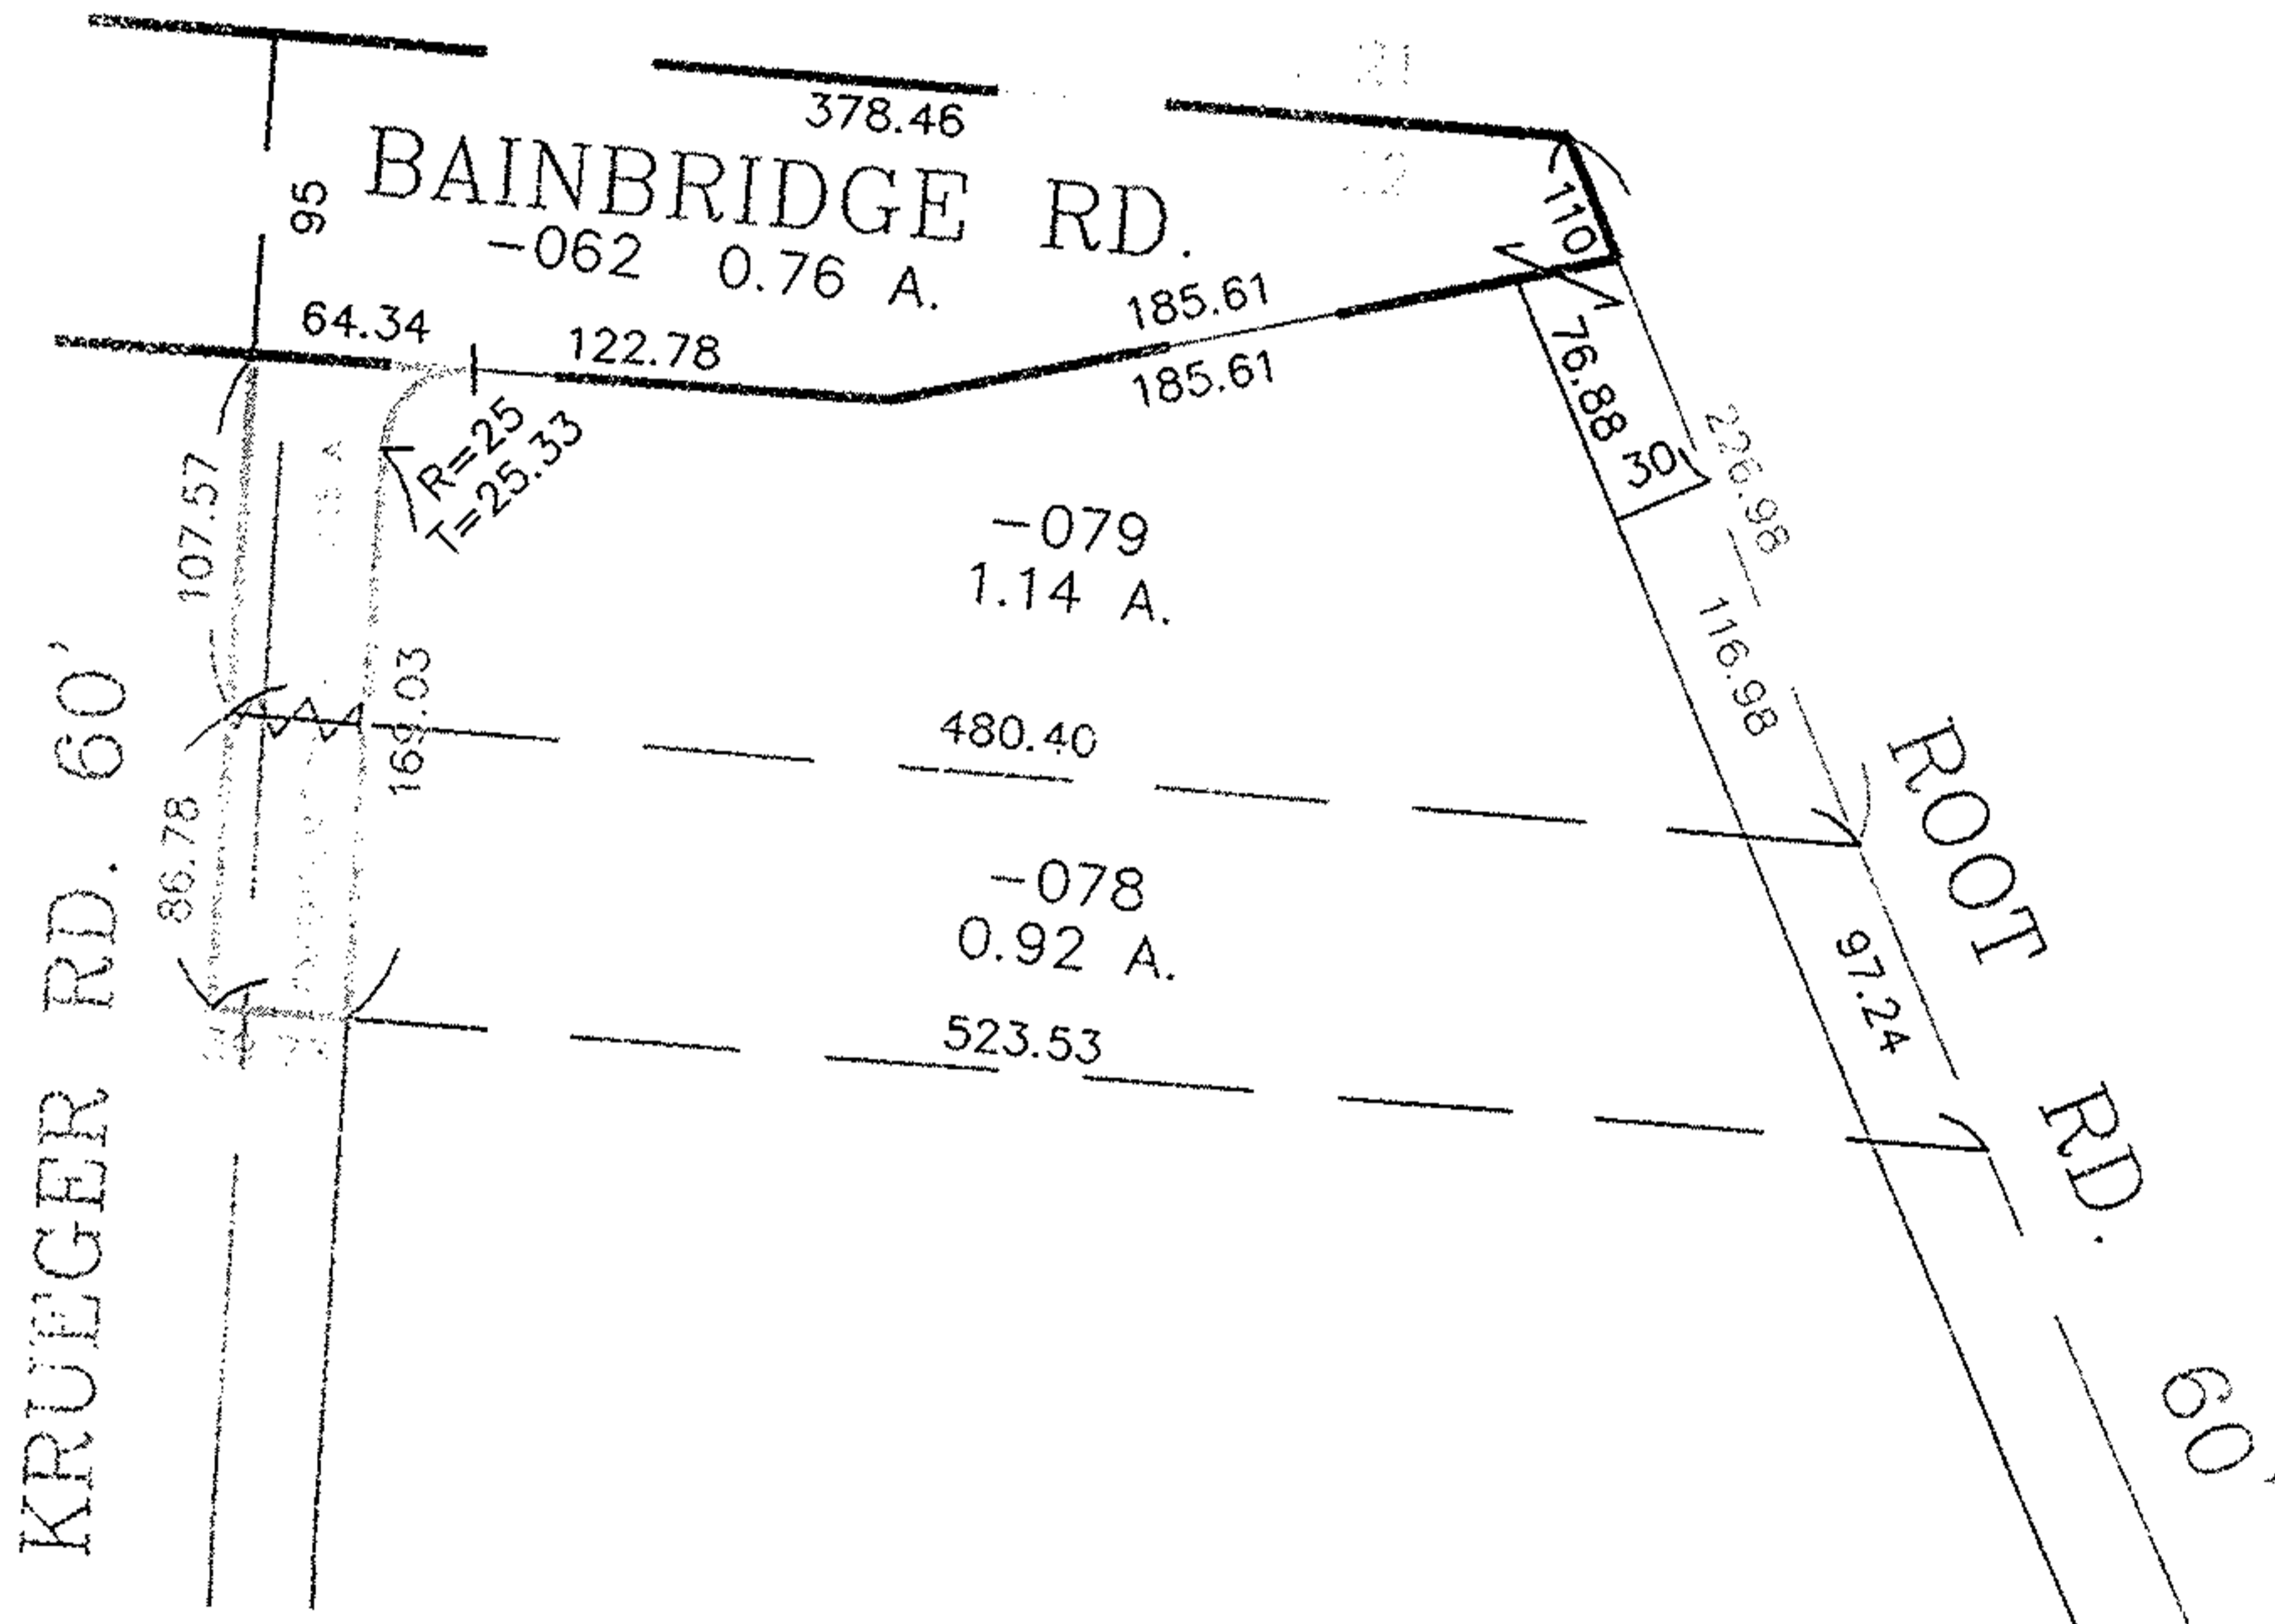 21
378.46
BAINBRIDGE RD.
95
110
-062 0.76 A.
64.34
122.78
185.61
185.61
76.88
R=25
T=25.33
30
226.98
107.57
-079
1.14 A.
116.98
169.03
480.40
86.78
-078
0.92 A.
97.24
523.53
KRUEGER RD. 60'
ROOT RD. 60'